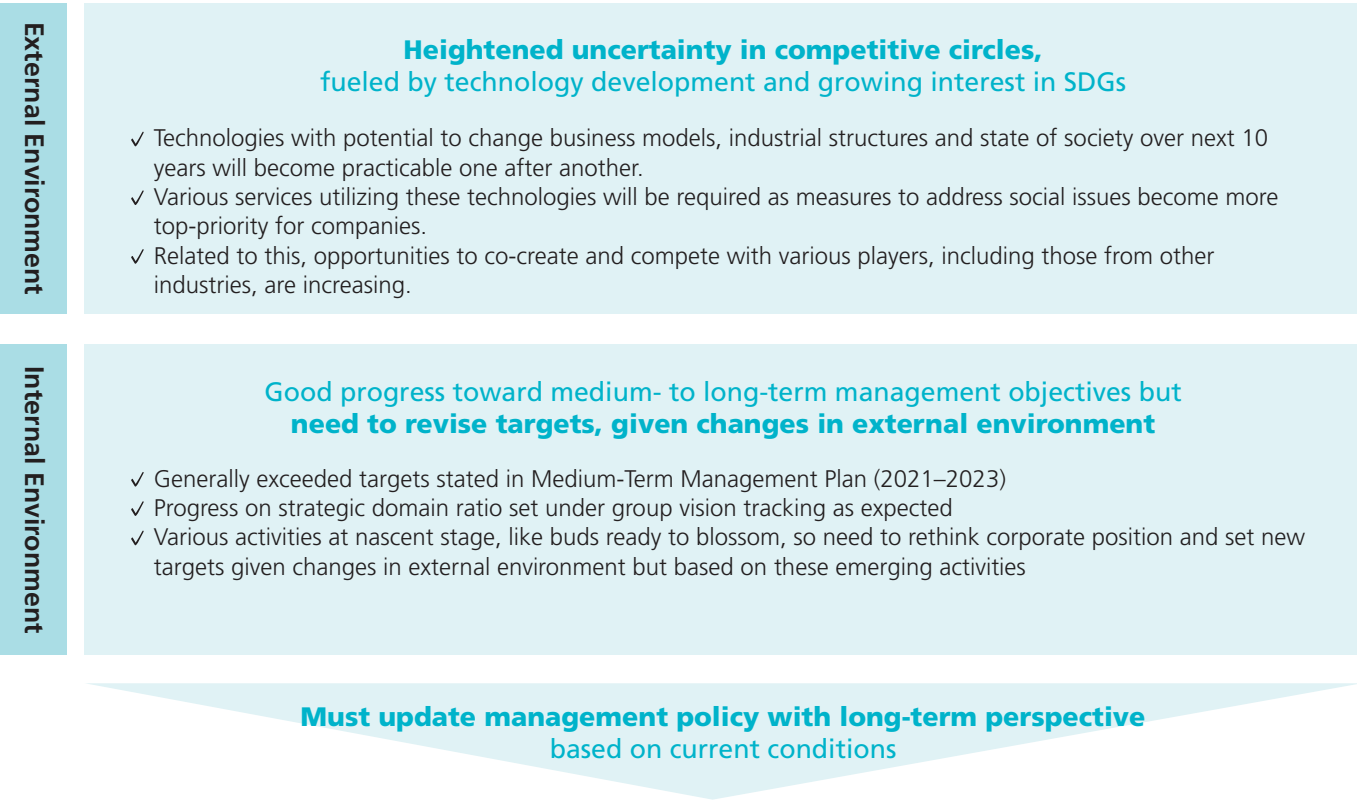 External Environment
Heightened uncertainty in competitive circles,
fueled by technology development and growing interest in SDGs
✓ Technologies with potential to change business models, industrial structures and state of society over next 10
years will become practicable one after another.
✓ Various services utilizing these technologies will be required as measures to address social issues become more
top-priority for companies.
✓ Related to this, opportunities to co-create and compete with various players, including those from other
industries, are increasing.
Internal Environment
Good progress toward medium- to long-term management objectives but
need to revise targets, given changes in external environment
✓ Generally exceeded targets stated in Medium-Term Management Plan (2021–2023)
✓ Progress on strategic domain ratio set under group vision tracking as expected
✓ Various activities at nascent stage, like buds ready to blossom, so need to rethink corporate position and set new
targets given changes in external environment but based on these emerging activities
Must update management policy with long-term perspective
based on current conditions